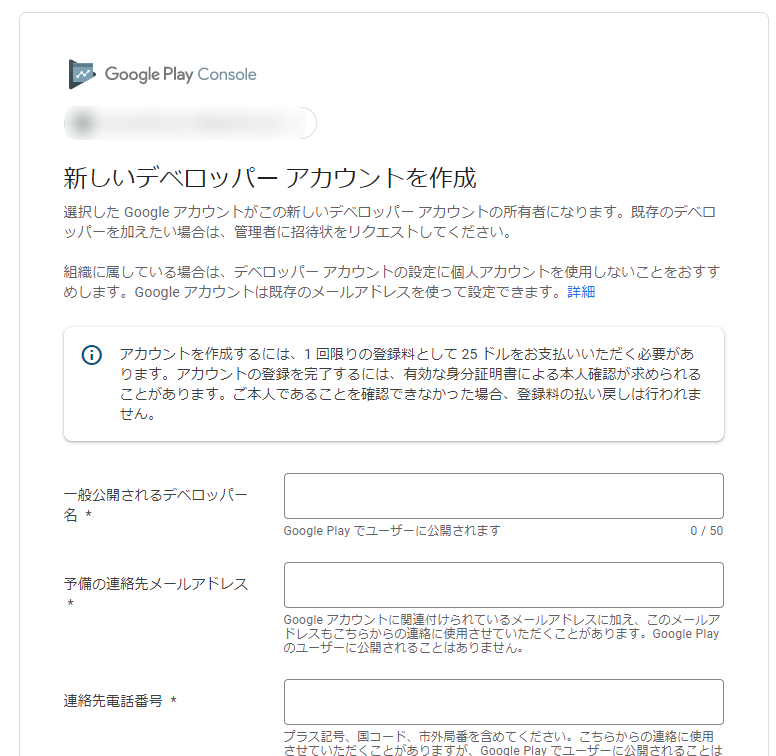 Google Play Console
新しいデベロッパー アカウントを作成
選択した Google アカウントがこの新しいデベロッパー アカウントの所有者になります。既存のデベロ
ッパーを加えたい場合は、管理者に招待状をリクエストしてください。
組織に属している場合は、デベロッパー アカウントの設定に個人アカウントを使用しないことをおすす
めします。Google アカウントは既存のメールアドレスを使って設定できます。詳細
アカウントを作成するには、1 回限りの登録料として 25 ドルをお支払いいただく必要があ
ります。アカウントの登録を完了するには、有効な身分証明書による本人確認が求められる
ことがあります。ご本人であることを確認できなかった場合、登録料の払い戻しは行われま
せん。
一般公開されるデベロッパー
名 *
Google Play でユーザーに公開されます 0 / 50
予備の連絡先メールアドレス
*
Google アカウントに関連付けられているメールアドレスに加え、このメールア
ドレスもこちらからの連絡に使用させていただくことがあります。Google Play
のユーザーに公開されることはありません。
連絡先電話番号 *
プラス記号、国コード、市外局番を含めてください。こちらからの連絡に使用
させていただくことがありますが、Google Play でユーザーに公開されることは